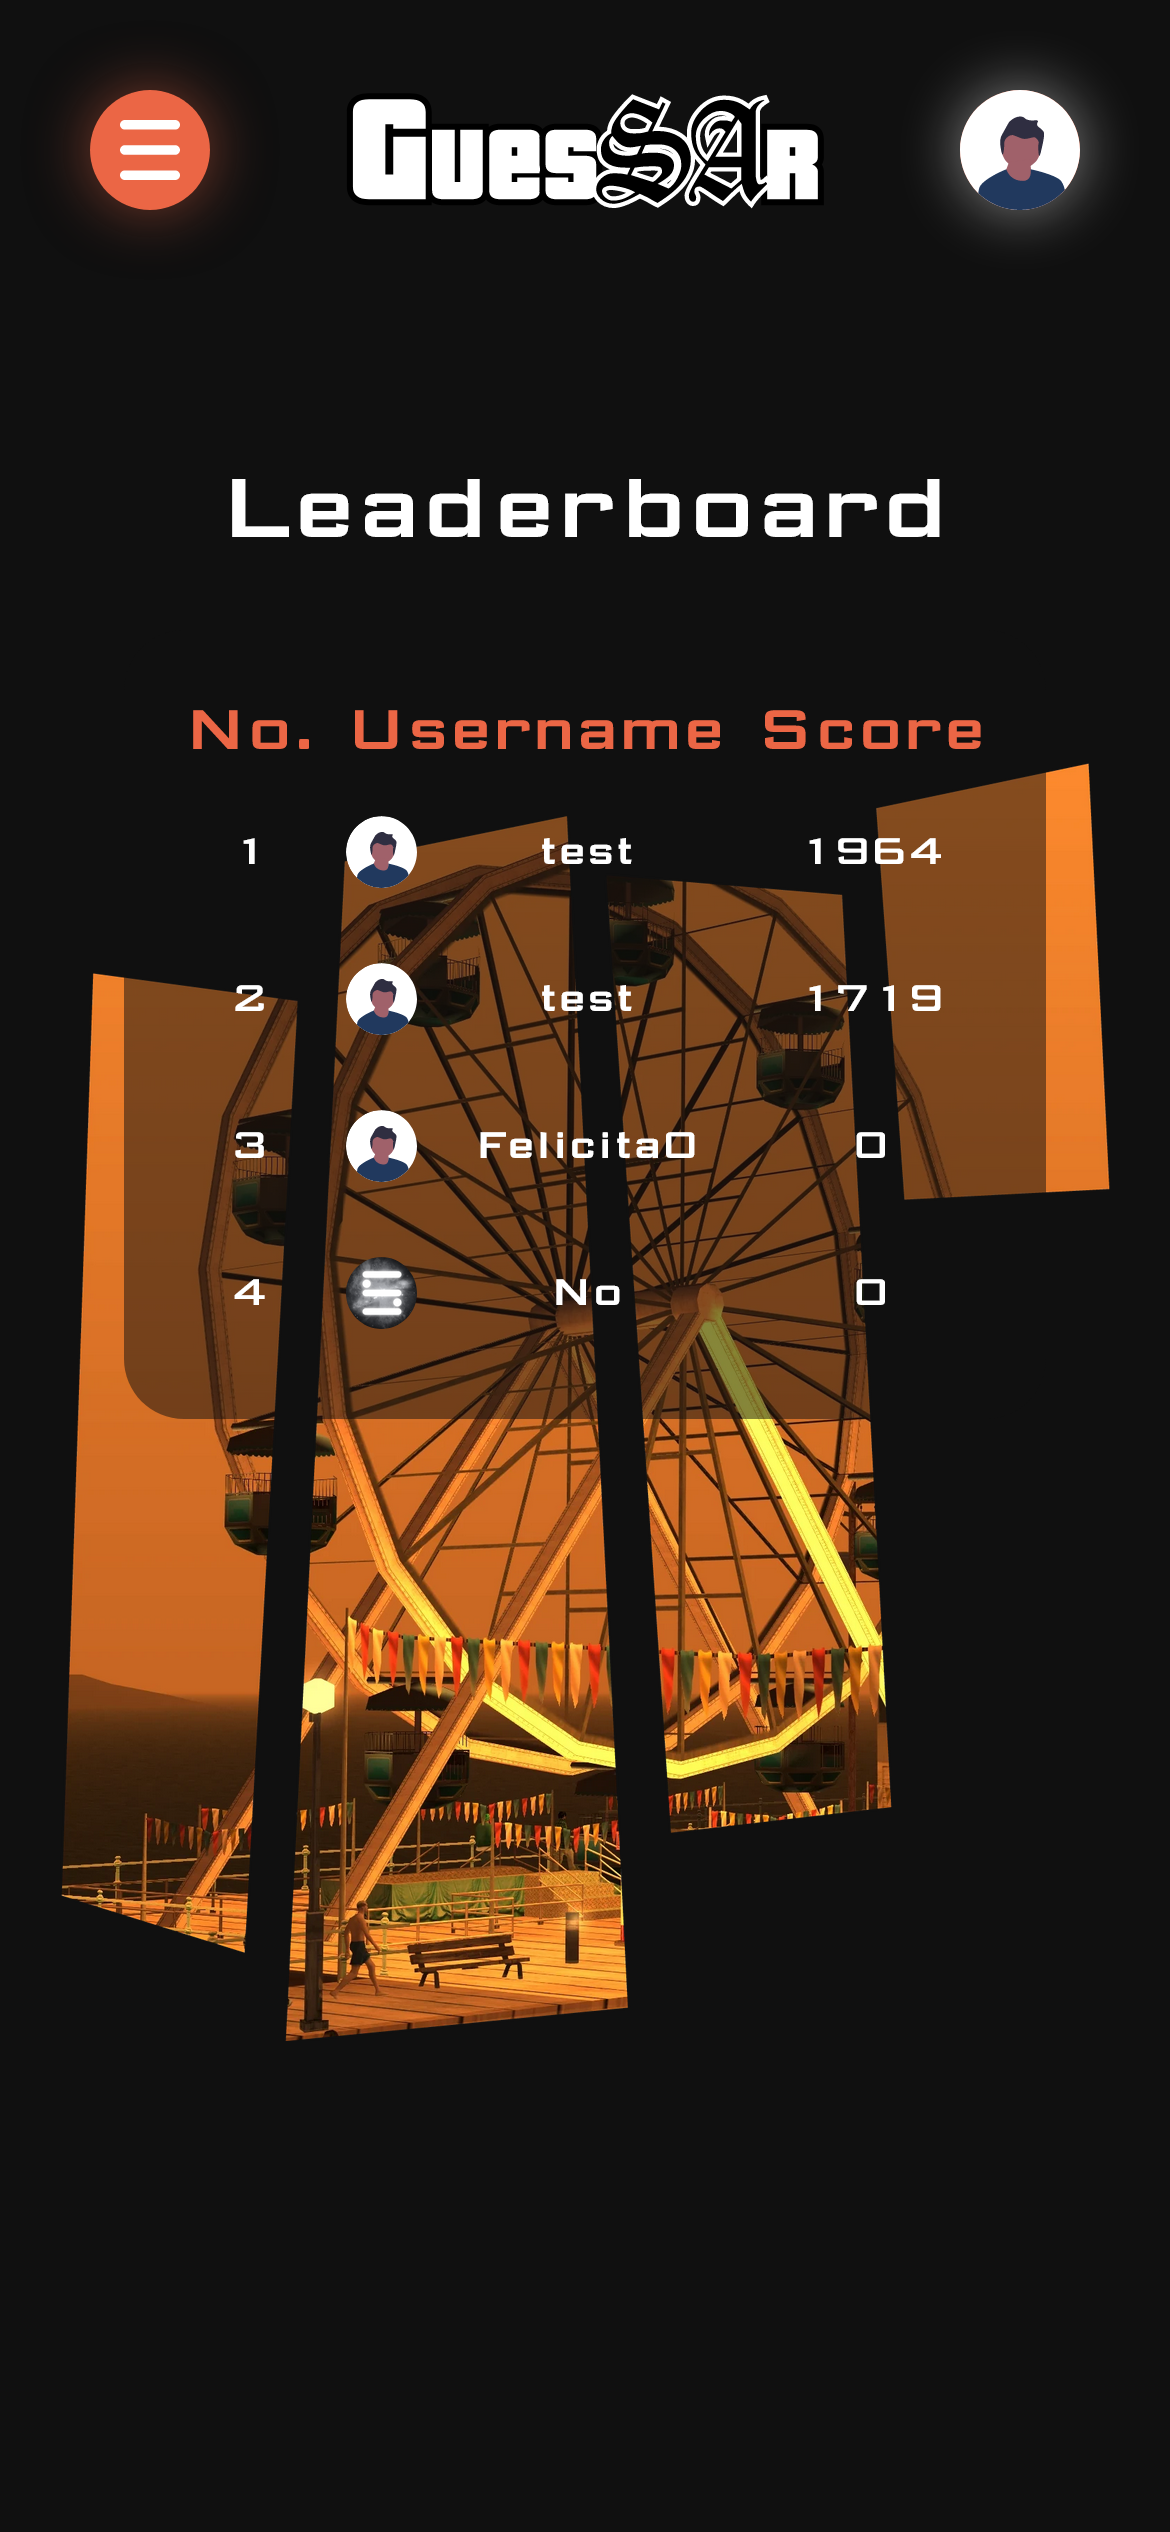 GuesSAr
Leaderboard
No. Username Score
1 test 1964
2 test 1719
3 Felicita0 0
4 No 0